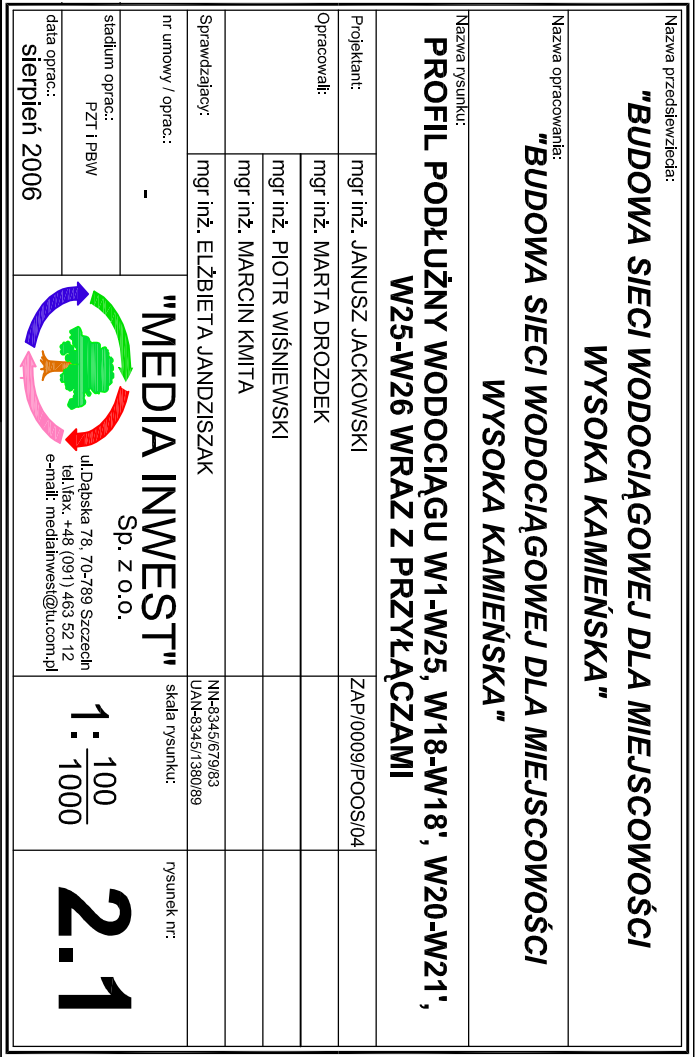 Nazwa przedsiewziecja:
"BUDOWA SIECI WODOCIĄGOWEJ DLA MIEJSCOWOŚCI
WYSOKA KAMIEŃSKA"
Nazwa opracowania:
"BUDOWA SIECI WODOCIĄGOWEJ DLA MIEJSCOWOŚCI
WYSOKA KAMIEŃSKA"
Nazwa rysunku:
PROFIL PODŁUŻNY WODOCIĄGU W1-W25, W18-W18', W20-W21',
W25-W26 WRAZ Z PRZYŁĄCZAMI
Projektant: mgr inż. JANUSZ JACKOWSKI ZAP/0009/POOS/04
Opracowali: mgr inż. MARTA DROZDEK
mgr inż. PIOTR WIŚNIEWSKI
mgr inż. MARCIN KMITA
Sprawdzający: mgr inż. ELŻBIETA JANDZISZAK NN-8345/679/83
UAN-8345/1380/89
nr umowy / oprac.:
-
stadium oprac.:
PZT i PBW
data oprac.:
sierpień 2006
"MEDIA INWEST"
Sp. z o.o.
ul.Dąbska 78, 70-789 Szczecin
tel.\fax. +48 (091) 463 52 12
e-mail: mediainwest@tu.com.pl
skala rysunku:
1: 100
1000
rysunek nr:
2.1